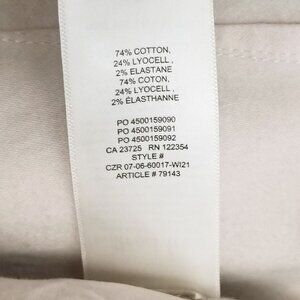 74% COTTON,
24% LYOCELL ,
2% ELASTANE
74% COTON,
24% LYOCELL ,
2% ÉLASTHANNE
PO 4500159090
PO 4500159091
PO 4500159092
CA 23725 RN 122354
STYLE #
CZR 07-06-60017-WI21
ARTICLE # 79143